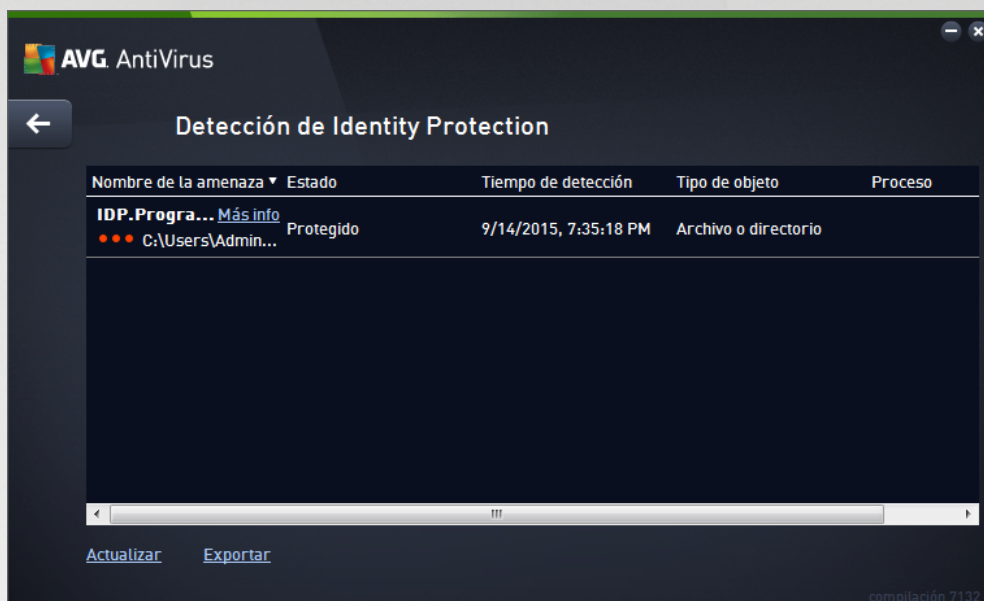 AVG. AntiVirus
Detección de Identity Protection
Nombre de la amenaza Estado Tiempo de detección Tipo de objeto Proceso
IDP.Progra... Más info
C:\Users\Admin...
Protegido 9/14/2015, 7:35:18 PM Archivo o directorio
Actualizar Exportar
compilación 7132